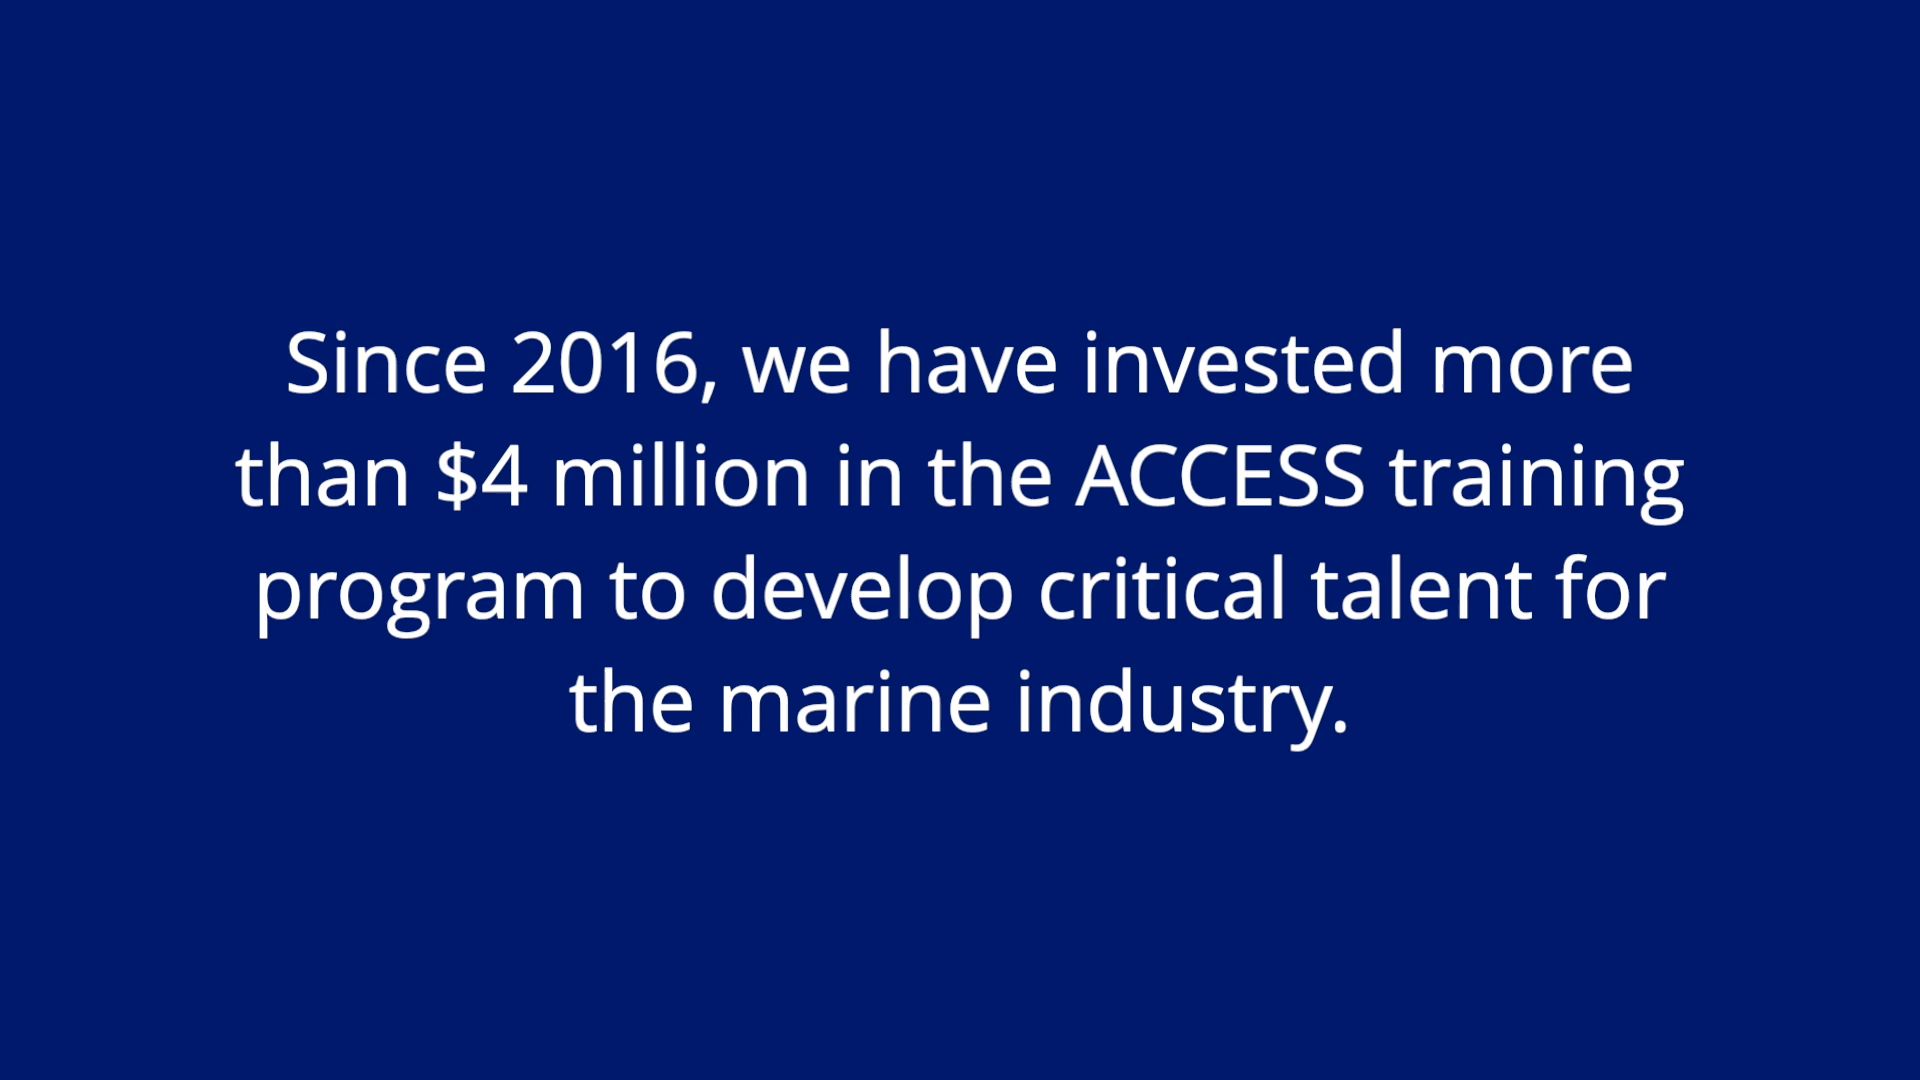 Since 2016, we have invested more
than $4 million in the ACCESS training
program to develop critical talent for
the marine industry.